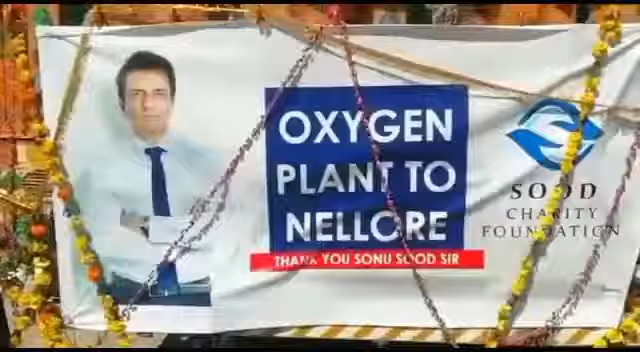 OXYGEN
PLANT TO
NELLORE
THANK YOU SONU SOOD SIR
SOOD
CHARITY
FOUNDATION